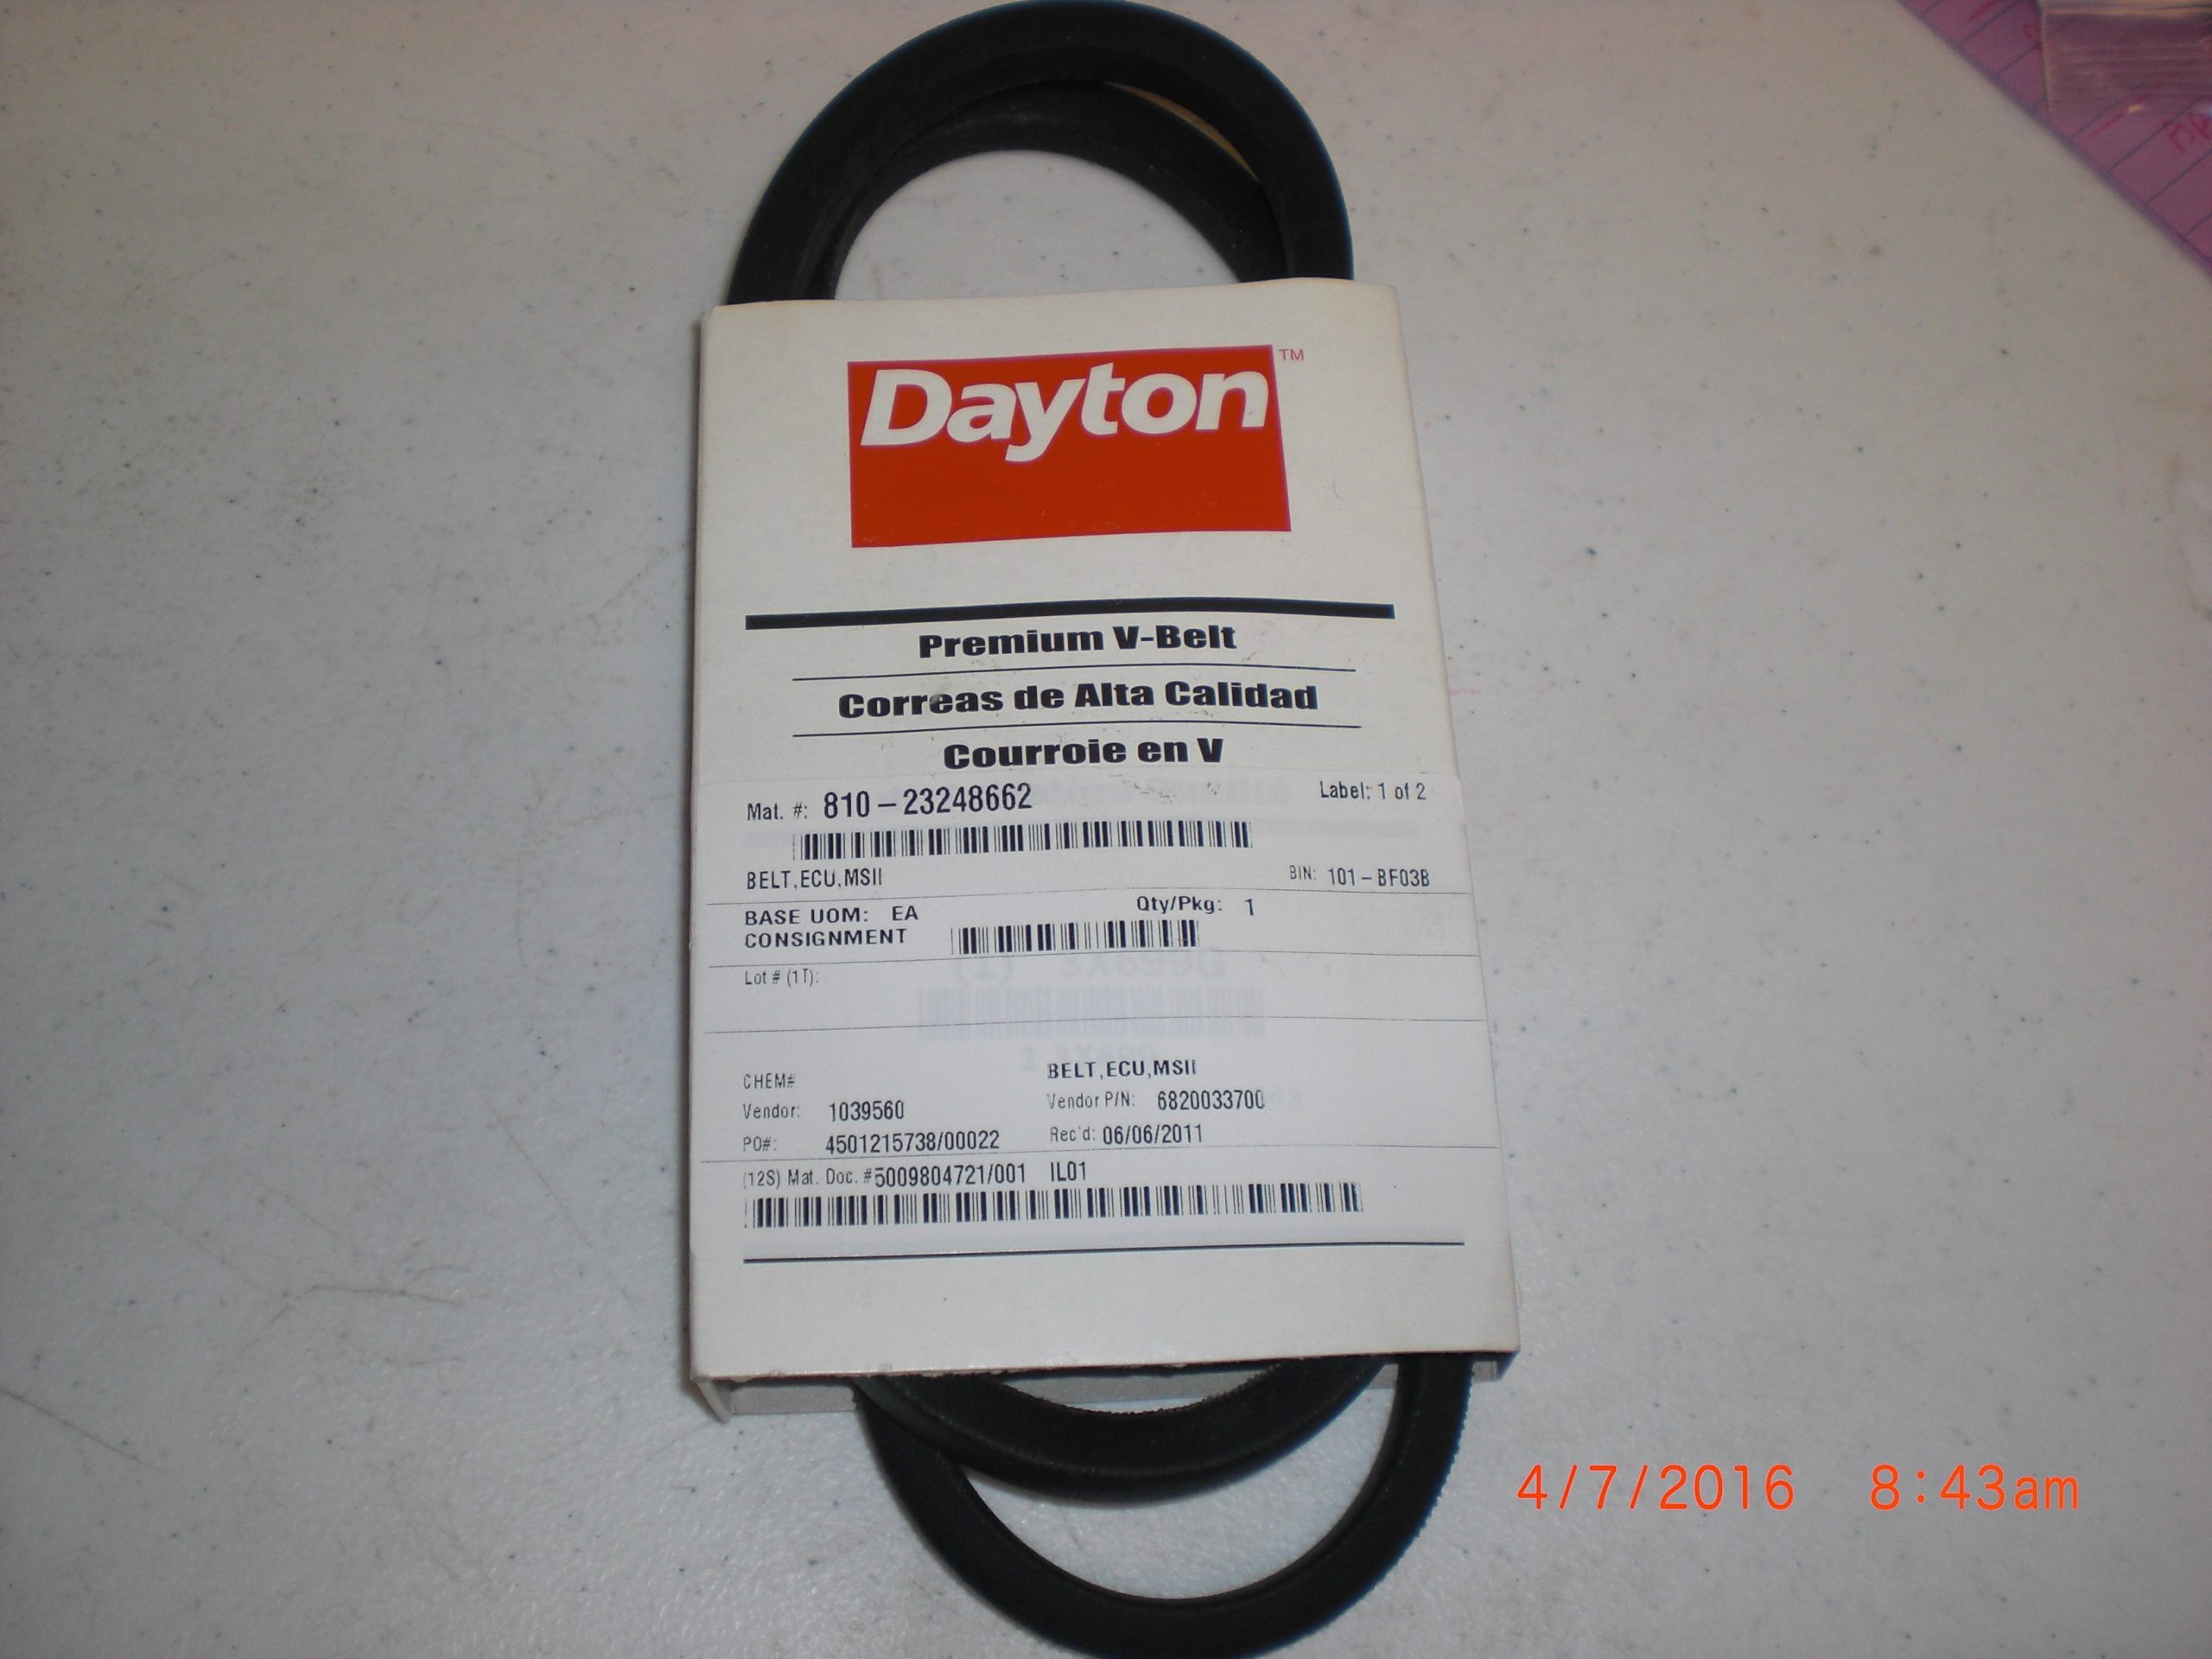 Dayton™
Premium V-Belt
Correas de Alta Calidad
Courroie en V
Mat. #: 810-23248662
Label: 1 of 2
BELT,ECU,MSII
BIN: 101-BF03B
BASE UOM: EA
Qty/Pkg: 1
CONSIGNMENT
Lot # (1T):
CHEM#
BELT,ECU,MSII
Vendor: 1039560
Vendor P/N: 6820033700
PO#: 4501215738/00022
Rec'd: 06/06/2011
(12S) Mat. Doc. #5009804721/001 IL01
4/7/2016 8:43am